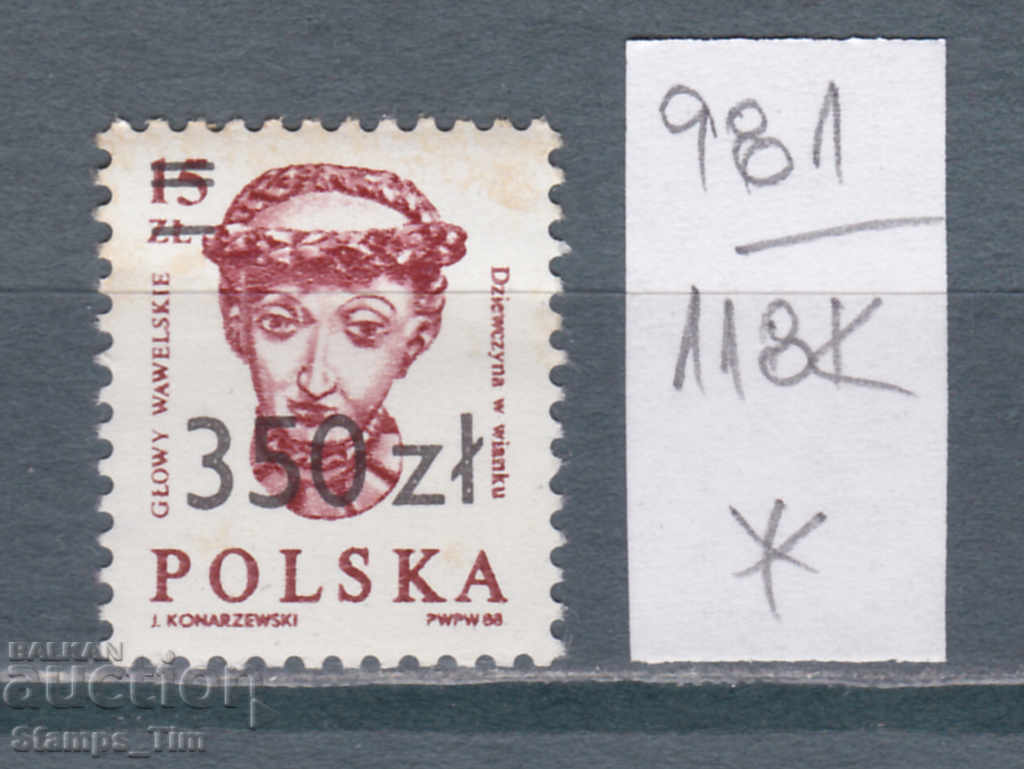 15
ZŁ
GŁOWY WAWELSKIE
Dziewczyna w wianku
350 zł
POLSKA
J. KONARZEWSKI
PWPW 88
981
118K
*
BALKAN
auction
Stamps_Tim